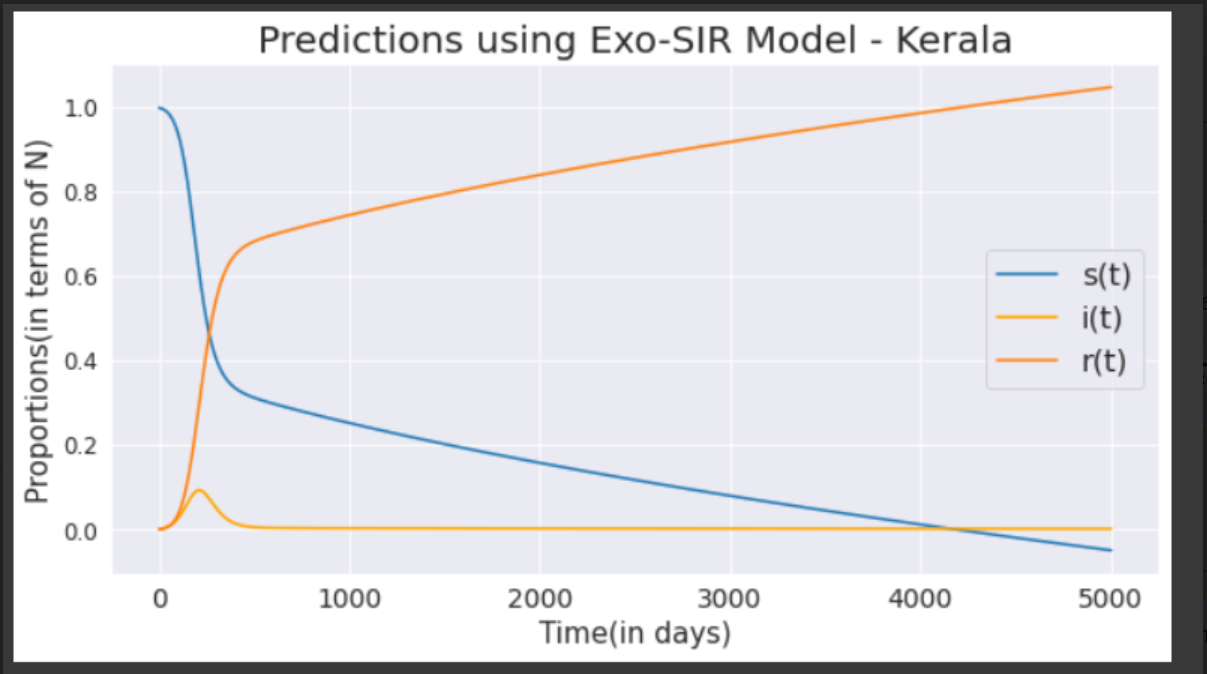 Predictions using Exo-SIR Model - Kerala
Proportions(in terms of N)
1.0
0.8
0.6
0.4
0.2
0.0
s(t)
i(t)
r(t)
0 1000 2000 3000 4000 5000
Time(in days)